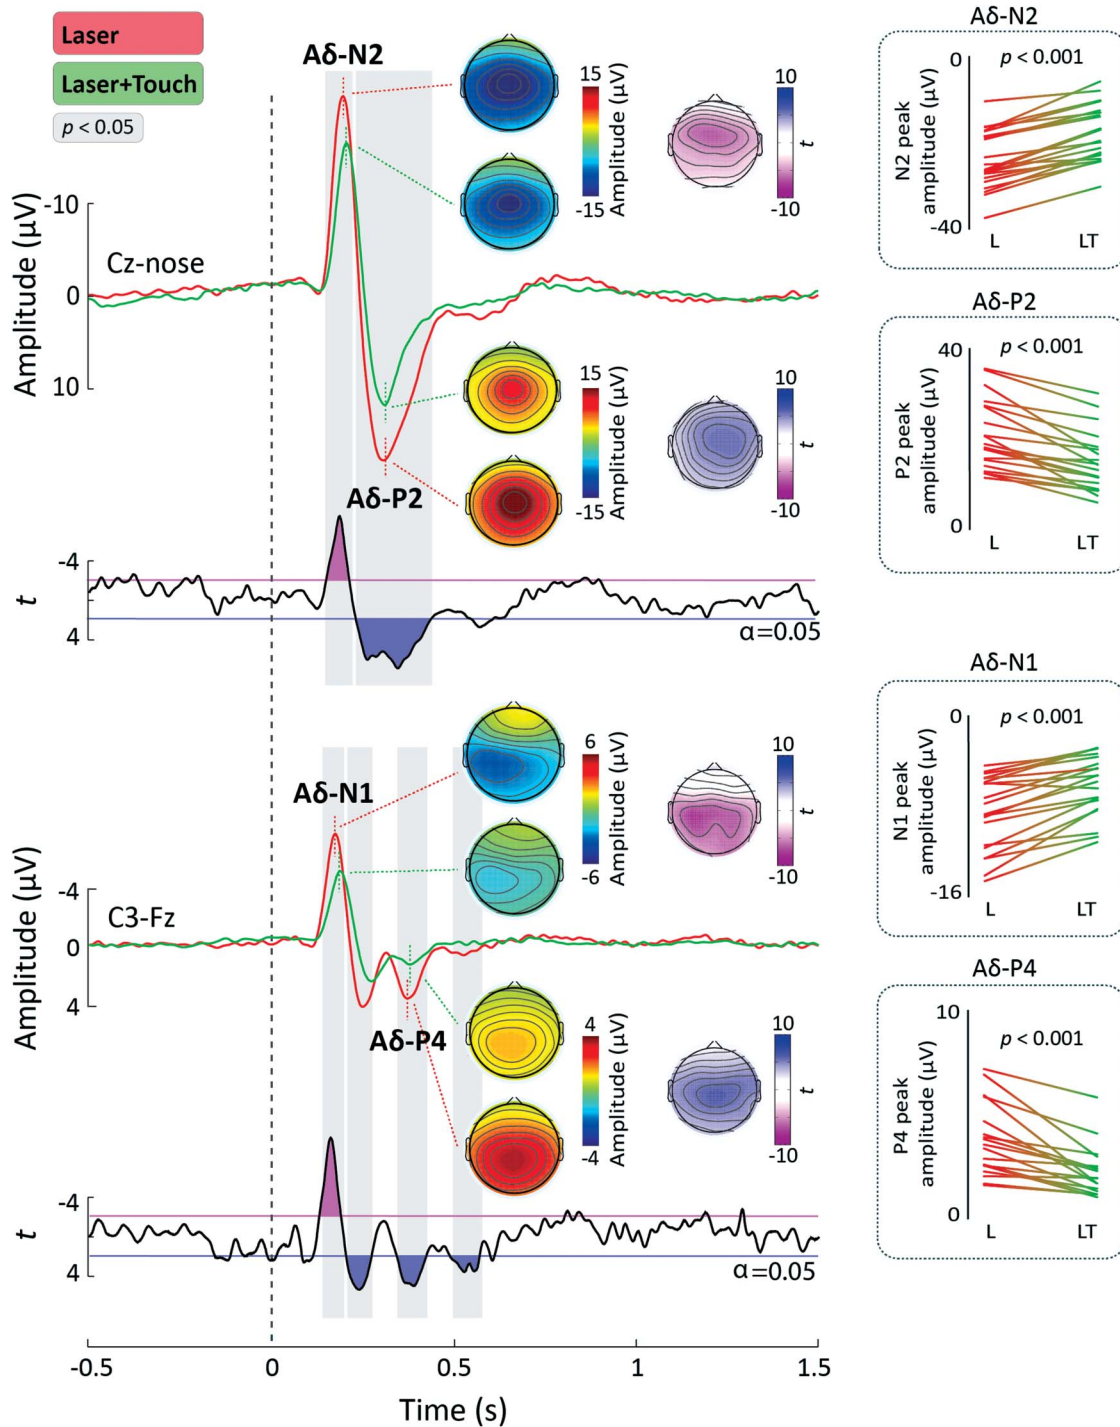 Laser
Laser+Touch
p < 0.05
Aδ-N2
15
-15
Amplitude (µV)
10
-10
t
Amplitude (µV)
-10
0
10
Cz-nose
Aδ-P2
15
-15
Amplitude (µV)
10
-10
t
t
-4
4
α=0.05
Aδ-N1
6
-6
Amplitude (µV)
10
-10
t
Amplitude (µV)
-4
0
4
C3-Fz
Aδ-P4
4
-4
Amplitude (µV)
10
-10
t
t
-4
4
α=0.05
-0.5
0
0.5
1
1.5
Time (s)
Aδ-N2
0
p < 0.001
N2 peak
amplitude (µV)
-40
L
LT
Aδ-P2
40
p < 0.001
P2 peak
amplitude (µV)
0
L
LT
Aδ-N1
0
p < 0.001
N1 peak
amplitude (µV)
-16
L
LT
Aδ-P4
10
p < 0.001
P4 peak
amplitude (µV)
0
L
LT